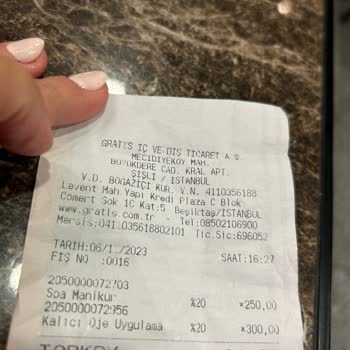 GRATIS İÇ VE DIŞ TİCARET A.Ş
MECİDİYEKÖY MAH.
BÜYÜKDERE CAD. KRAL APT.
ŞİŞLİ / İSTANBUL
V.D. BOĞAZİÇİ KUR. V.N. 4110356188
Levent Mah.Yapı Kredi Plaza C Blok
Cömert Sok 1C Kat:5 Beşiktaş/İSTANBUL
www.gratis.com.tr - Tel:08502106900
Mersis:041.035618802101 Tic.Sic:696052
TARİH:06/1../2023 SAAT:16:27
FİŞ NO :0016
2050000072703
Spa Manikür %20 *250,00
2050000072956
Kalıcı Oje Uygulama %20 *300,00